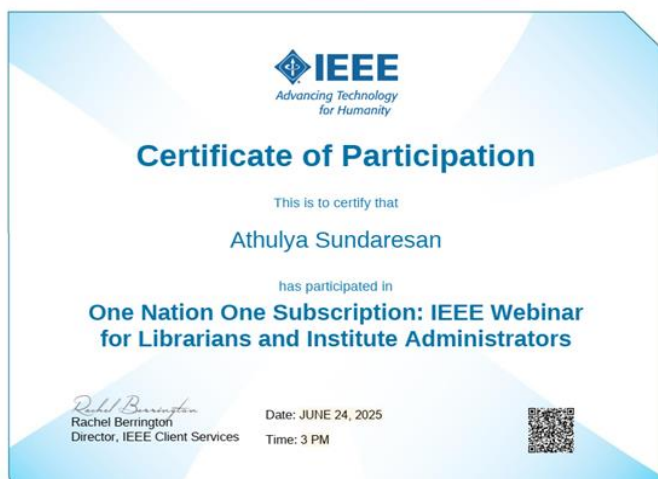 IEEE
Advancing Technology
for Humanity
Certificate of Participation
This is to certify that
Athulya Sundaresan
has participated in
One Nation One Subscription: IEEE Webinar
for Librarians and Institute Administrators
Rachel Berrington
Rachel Berrington
Director, IEEE Client Services
Date: JUNE 24, 2025
Time: 3 PM